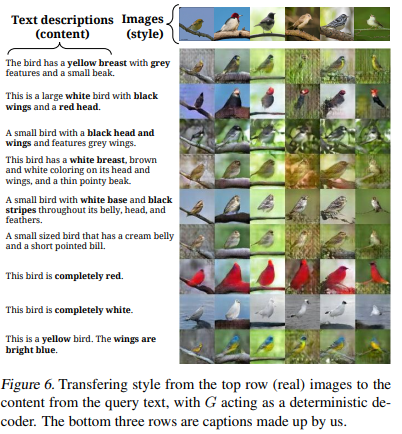 Text descriptions
(content)
Images
(style)
The bird has a yellow breast with grey
features and a small beak.
This is a large white bird with black
wings and a red head.
A small bird with a black head and
wings and features grey wings.
This bird has a white breast, brown
and white coloring on its head and
wings, and a thin pointy beak.
A small bird with white base and black
stripes throughout its belly, head, and
feathers.
A small sized bird that has a cream belly
and a short pointed bill.
This bird is completely red.
This bird is completely white.
This is a yellow bird. The wings are
bright blue.
Figure 6. Transfering style from the top row (real) images to the
content from the query text, with G acting as a deterministic de-
coder. The bottom three rows are captions made up by us.